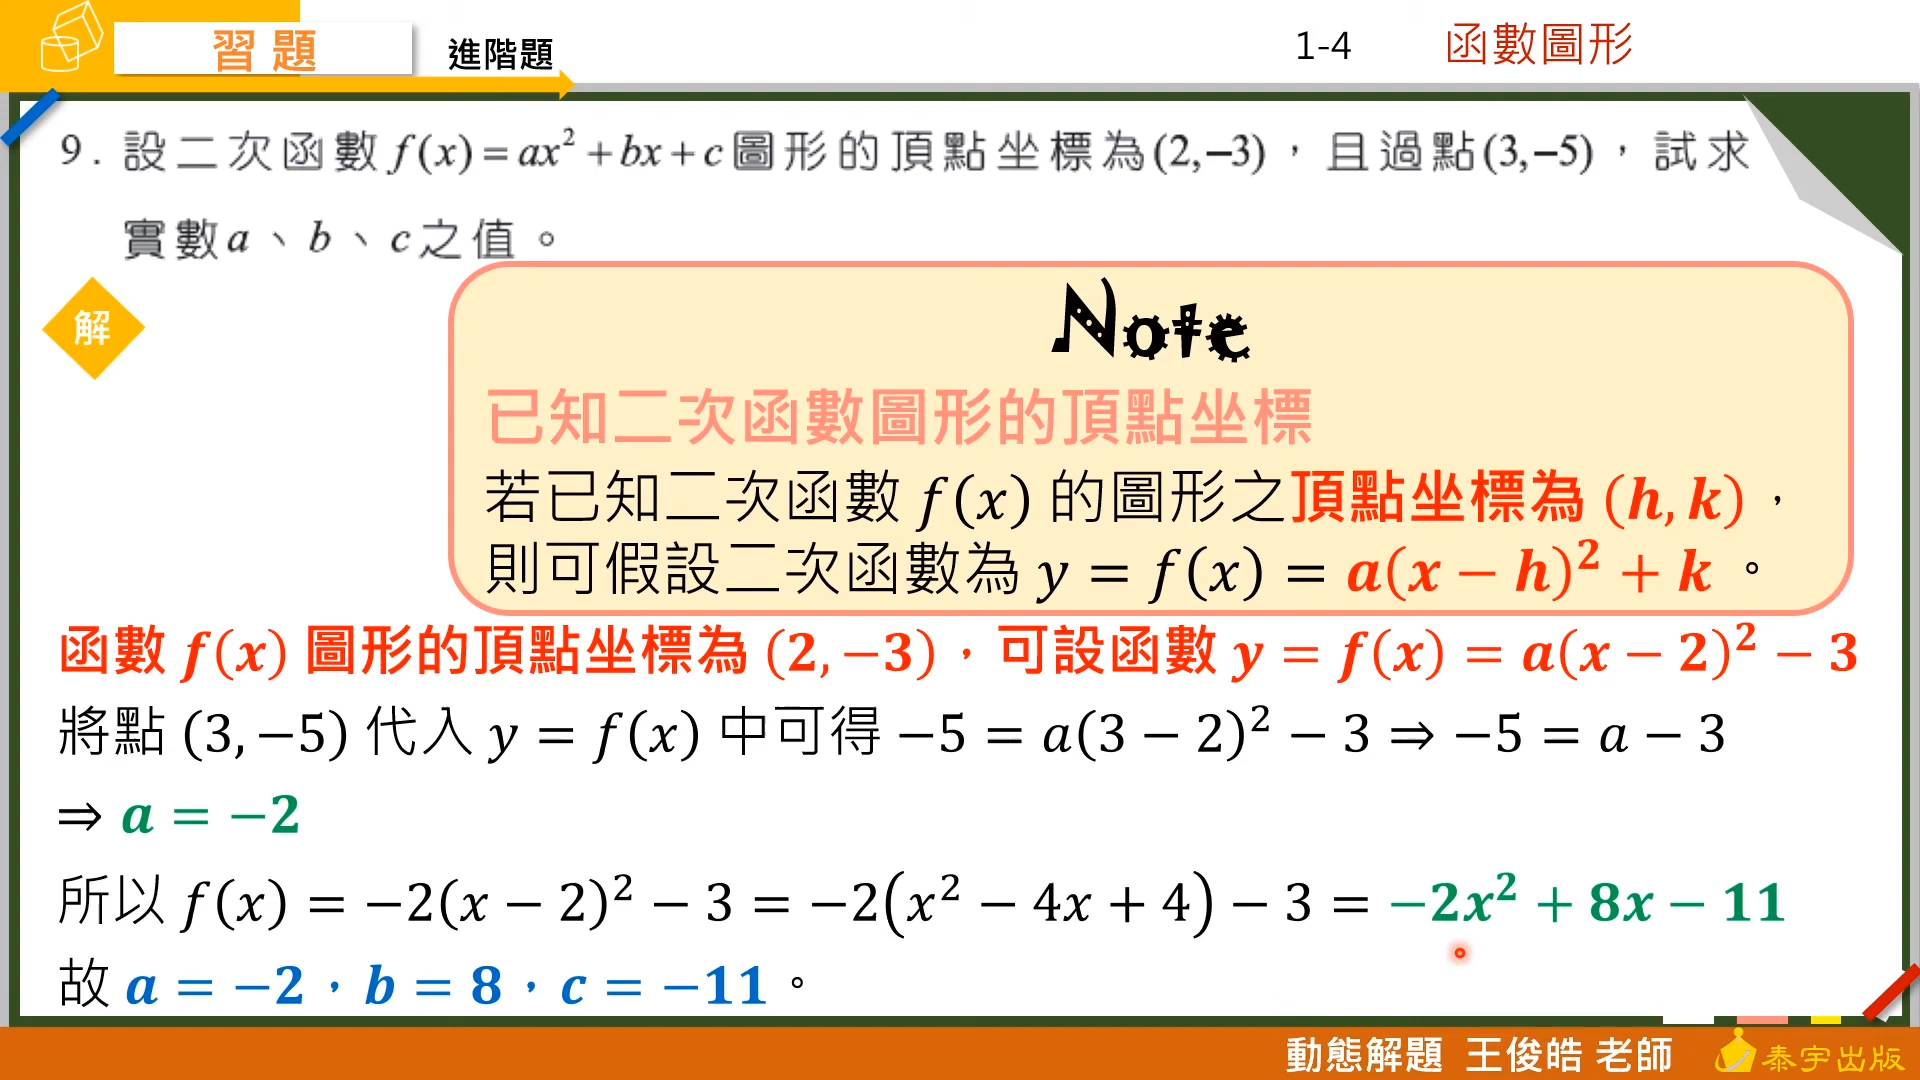 習題 進階題 1-4 函數圖形
9. 設二次函數 f(x)=ax²+bx+c 圖形的頂點坐標為(2,−3)，且過點(3,−5)，試求
實數a、b、c之值。
解
Note
已知二次函數圖形的頂點坐標
若已知二次函數 f(x) 的圖形之頂點坐標為 (h,k)，
則可假設二次函數為 y = f(x) = a(x − h)² + k。
函數 f(x) 圖形的頂點坐標為 (2,−3)，可設函數 y = f(x) = a(x − 2)² − 3
將點 (3,−5) 代入 y = f(x) 中可得 −5 = a(3 − 2)² − 3 ⇒ −5 = a − 3
⇒ a = −2
所以 f(x) = −2(x − 2)² − 3 = −2(x² − 4x + 4) − 3 = −2x² + 8x − 11
故 a = −2，b = 8，c = −11。
動態解題 王俊皓 老師 泰宇出版